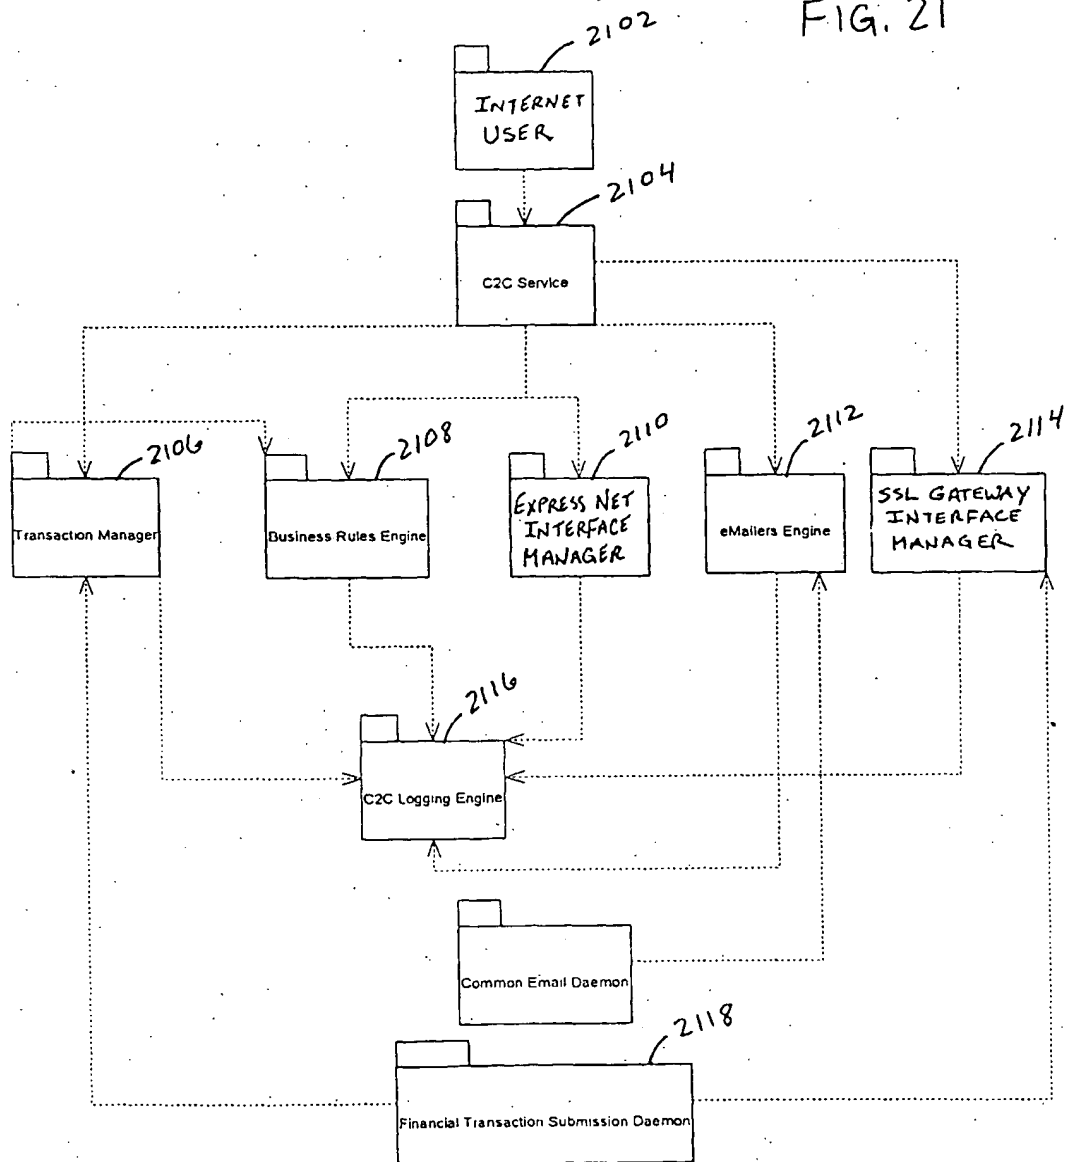 FIG. 21
2102
INTERNET
USER
2104
C2C Service
2106
2108
2110
2112
2114
Transaction Manager
Business Rules Engine
EXPRESS NET
INTERFACE
MANAGER
eMailers Engine
SSL GATEWAY
INTERFACE
MANAGER
2116
C2C Logging Engine
Common Email Daemon
2118
Financial Transaction Submission Daemon